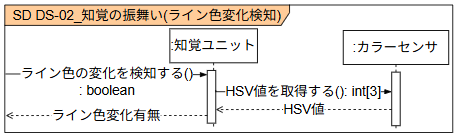 SD DS-02_知覚の振舞い(ライン色変化検知)
:知覚ユニット
:カラーセンサ
ライン色の変化を検知する()
: boolean
HSV値を取得する(): int[3]
HSV値
ライン色変化有無